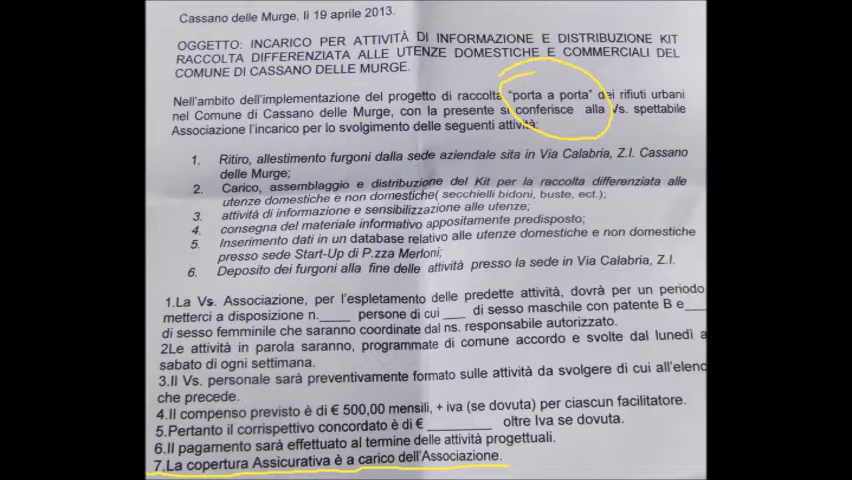 Cassano delle Murge, lì 19 aprile 2013.
OGGETTO: INCARICO PER ATTIVITÀ DI INFORMAZIONE E DISTRIBUZIONE KIT
RACCOLTA DIFFERENZIATA ALLE UTENZE DOMESTICHE E COMMERCIALI DEL
COMUNE DI CASSANO DELLE MURGE.
Nell'ambito dell'implementazione del progetto di raccolta "porta a porta" dei rifiuti urbani
nel Comune di Cassano delle Murge, con la presente si conferisce alla Vs. spettabile
Associazione l'incarico per lo svolgimento delle seguenti attività:
1. Ritiro, allestimento furgoni dalla sede aziendale sita in Via Calabria, Z.I. Cassano
delle Murge;
2. Carico, assemblaggio e distribuzione del Kit per la raccolta differenziata alle
utenze domestiche e non domestiche( secchielli bidoni, buste, ect.);
3. attività di informazione e sensibilizzazione alle utenze;
4. consegna del materiale informativo appositamente predisposto;
5. Inserimento dati in un database relativo alle utenze domestiche e non domestiche
presso sede Start-Up di P.zza Merloni;
6. Deposito dei furgoni alla fine delle attività presso la sede in Via Calabria, Z.I.
1.La Vs. Associazione, per l'espletamento delle predette attività, dovrà per un periodo
metterci a disposizione n.____ persone di cui ___ di sesso maschile con patente B e___
di sesso femminile che saranno coordinate dal ns. responsabile autorizzato.
2Le attività in parola saranno, programmate di comune accordo e svolte dal lunedì a
sabato di ogni settimana.
3.Il Vs. personale sarà preventivamente formato sulle attività da svolgere di cui all'elenc
che precede.
4.Il compenso previsto è di € 500,00 mensili, + iva (se dovuta) per ciascun facilitatore.
5.Pertanto il corrispettivo concordato è di € _________ oltre Iva se dovuta.
6.Il pagamento sarà effettuato al termine delle attività progettuali.
7.La copertura Assicurativa è a carico dell'Associazione.